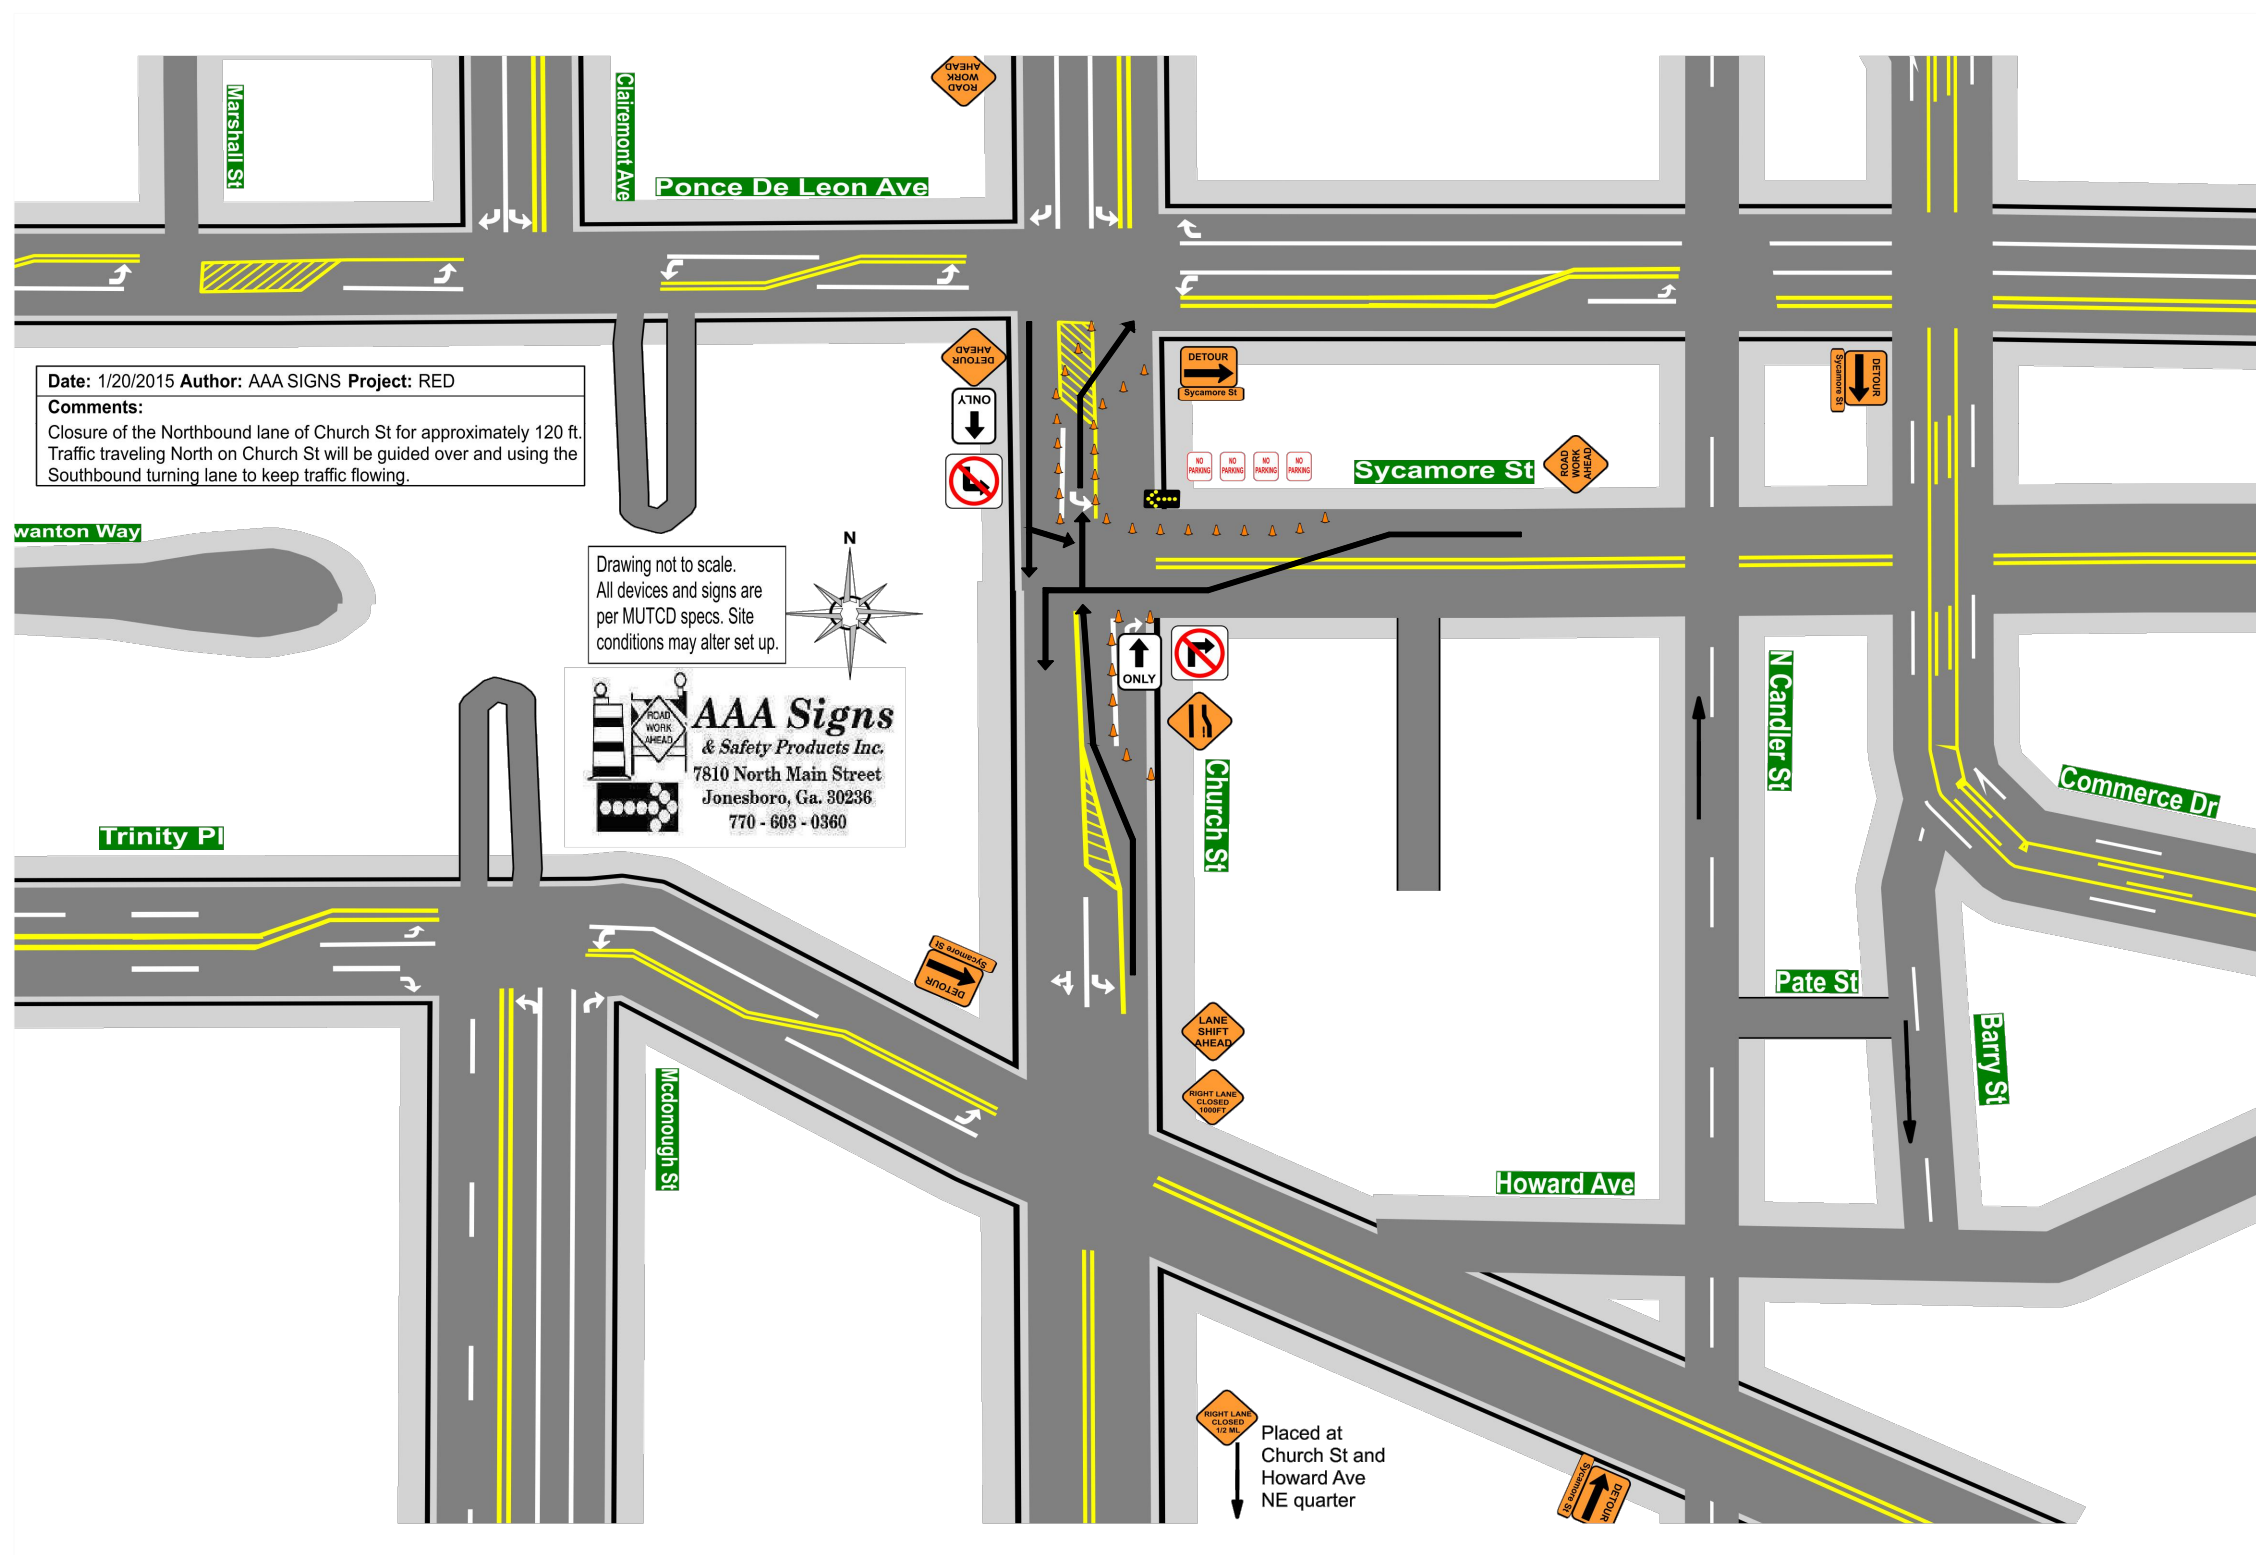 ROAD
WORK
AHEAD
Marshall St
Clairemont Ave
Ponce De Leon Ave
DETOUR
AHEAD
ONLY
DETOUR
Sycamore St
DETOUR
Sycamore St
Date: 1/20/2015 Author: AAA SIGNS Project: RED
Comments:
Closure of the Northbound lane of Church St for approximately 120 ft.
Traffic traveling North on Church St will be guided over and using the
Southbound turning lane to keep traffic flowing.
NO
PARKING
NO
PARKING
NO
PARKING
NO
PARKING
Sycamore St
ROAD
WORK
AHEAD
wanton Way
N
Drawing not to scale.
All devices and signs are
per MUTCD specs. Site
conditions may alter set up.
ONLY
ROAD
WORK
AHEAD
AAA Signs
& Safety Products Inc.
7810 North Main Street
Jonesboro, Ga. 30236
770 - 603 - 0360
Church St
N Candler St
Commerce Dr
Trinity Pl
DETOUR
Sycamore St
Pate St
LANE
SHIFT
AHEAD
RIGHT LANE
CLOSED
1000FT
Barry St
Mcdonough St
Howard Ave
RIGHT LANE
CLOSED
1/2 ML
Placed at
Church St and
Howard Ave
NE quarter
DETOUR
Sycamore St